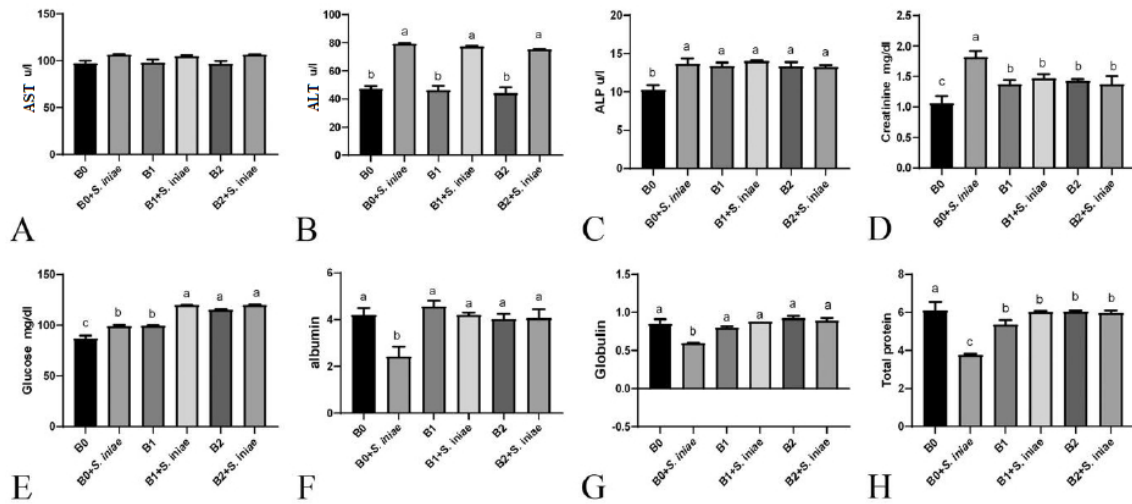 AST u/l
150
100
50
0
B0
B0+S. iniae
B1
B1+S. iniae
B2
B2+S. iniae
A
ALT u/l
100
80
60
40
20
0
b
a
b
a
b
a
B0
B0+S. iniae
B1
B1+S. iniae
B2
B2+S. iniae
B
ALP u/l
20
15
10
5
0
b
a
a
a
a
a
B0
B0+S. iniae
B1
B1+S. iniae
B2
B2+S. iniae
C
Creatinine mg/dl
2.5
2.0
1.5
1.0
0.5
0.0
c
a
b
b
b
b
B0
B0+S. iniae
B1
B1+S. iniae
B2
B2+S. iniae
D
Glucose mg/dl
150
100
50
0
c
b
b
a
a
a
B0
B0+S. iniae
B1
B1+S. iniae
B2
B2+S. iniae
E
albumin
6
4
2
0
a
b
a
a
a
a
B0
B0+S. iniae
B1
B1+S. iniae
B2
B2+S. iniae
F
Globulin
1.5
1.0
0.5
0.0
-0.5
a
b
a
a
a
a
B0
B0+S. iniae
B1
B1+S. iniae
B2
B2+S. iniae
G
Total protein
8
6
4
2
0
a
c
b
b
b
b
B0
B0+S. iniae
B1
B1+S. iniae
B2
B2+S. iniae
H